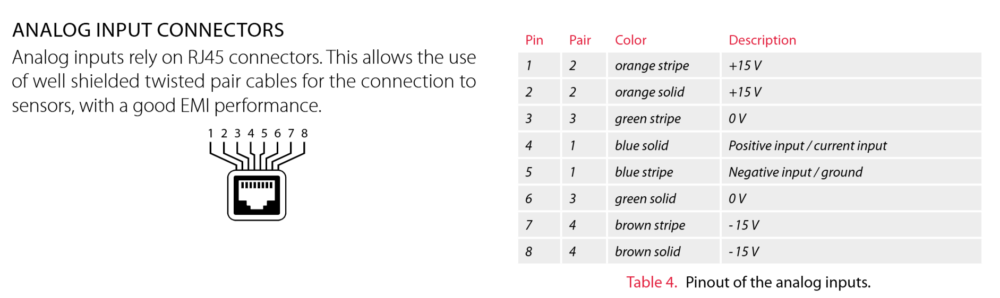 ANALOG INPUT CONNECTORS
Analog inputs rely on RJ45 connectors. This allows the use
of well shielded twisted pair cables for the connection to
sensors, with a good EMI performance.
1 2 3 4 5 6 7 8
Pin Pair Color Description
1 2 orange stripe +15 V
2 2 orange solid +15 V
3 3 green stripe 0 V
4 1 blue solid Positive input / current input
5 1 blue stripe Negative input / ground
6 3 green solid 0 V
7 4 brown stripe - 15 V
8 4 brown solid - 15 V
Table 4. Pinout of the analog inputs.